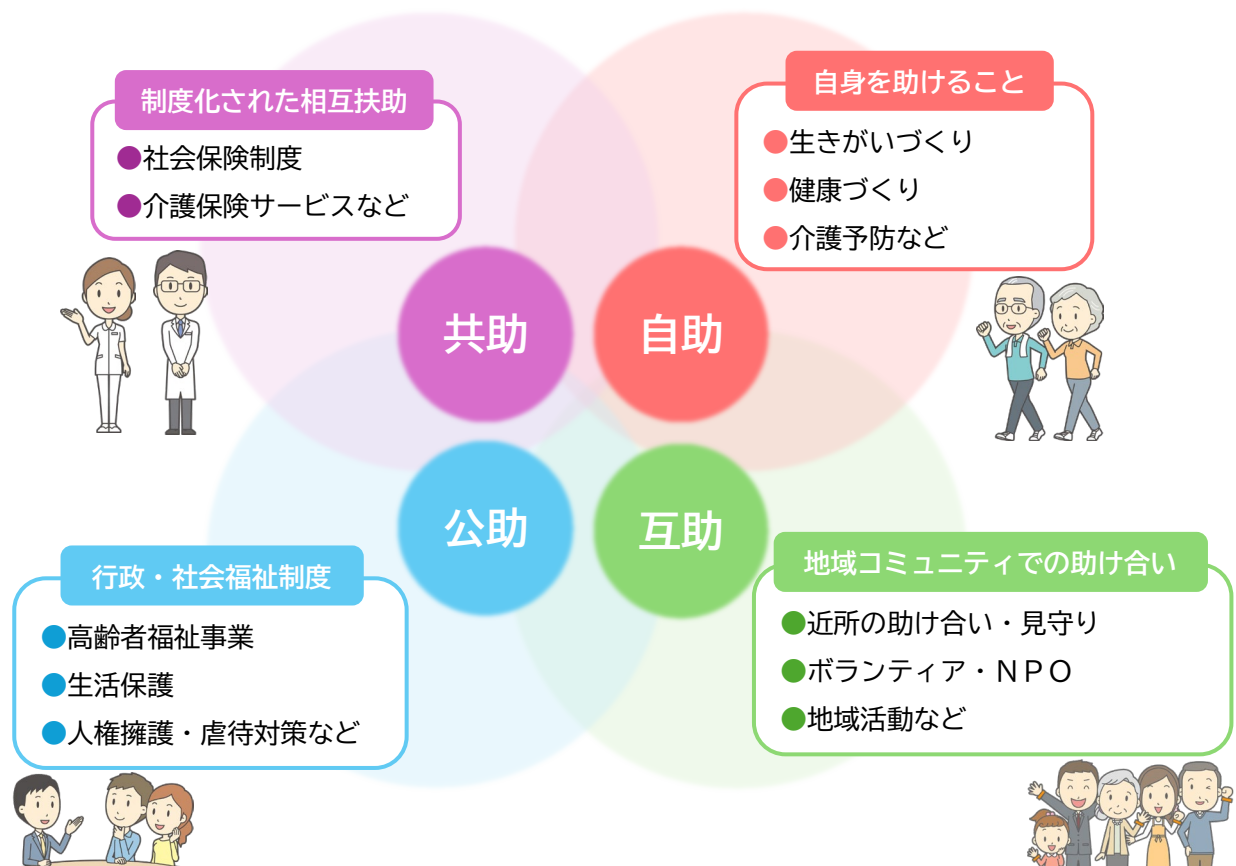 制度化された相互扶助
●社会保険制度
●介護保険サービスなど
自身を助けること
●生きがいづくり
●健康づくり
●介護予防など
共助
自助
公助
互助
行政・社会福祉制度
●高齢者福祉事業
●生活保護
●人権擁護・虐待対策など
地域コミュニティでの助け合い
●近所の助け合い・見守り
●ボランティア・ＮＰＯ
●地域活動など